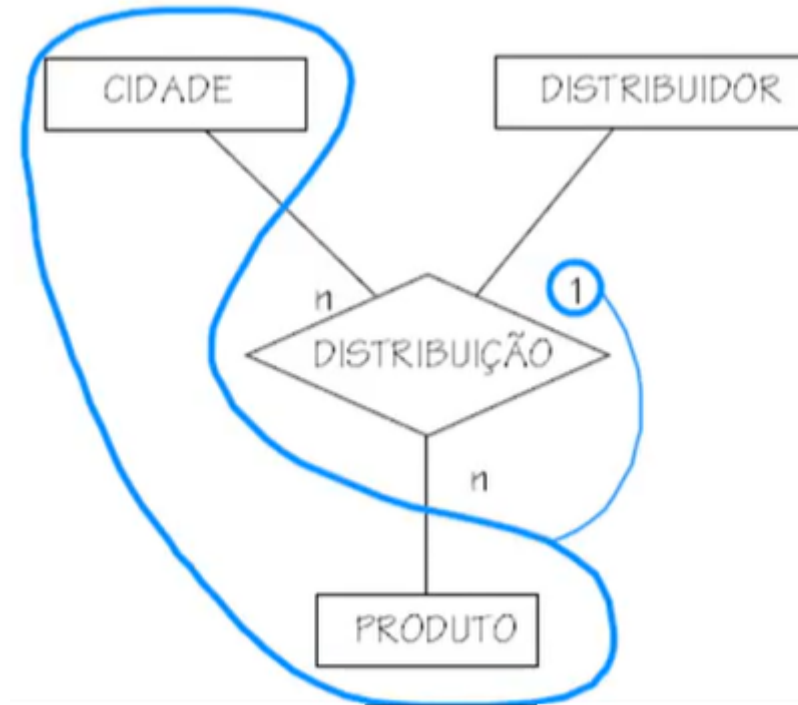 CIDADE
DISTRIBUIDOR
n
1
DISTRIBUIÇÃO
n
PRODUTO